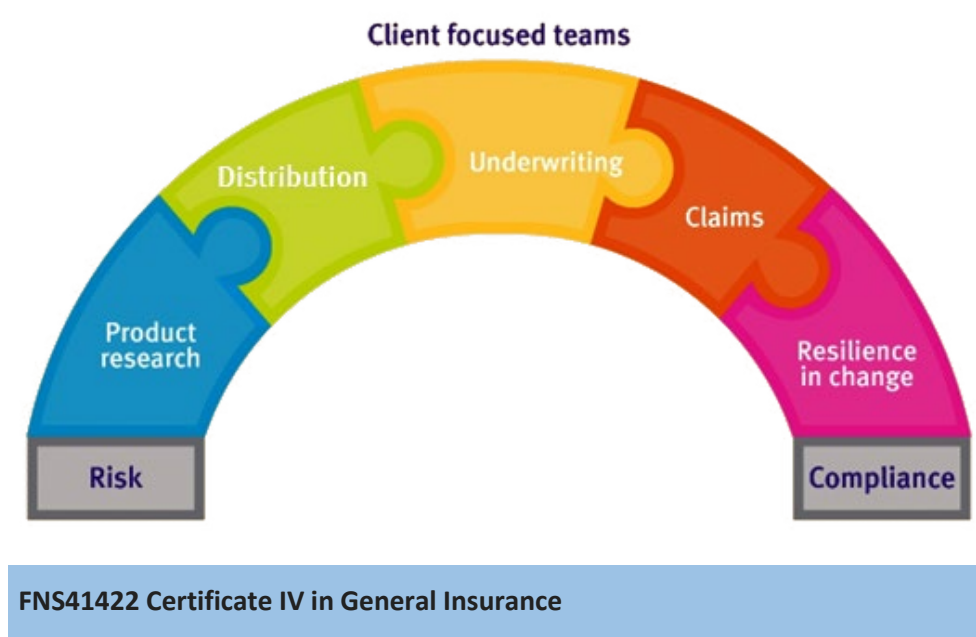 Client focused teams
Distribution
Underwriting
Claims
Product
research
Resilience
in change
Risk
Compliance
FNS41422 Certificate IV in General Insurance